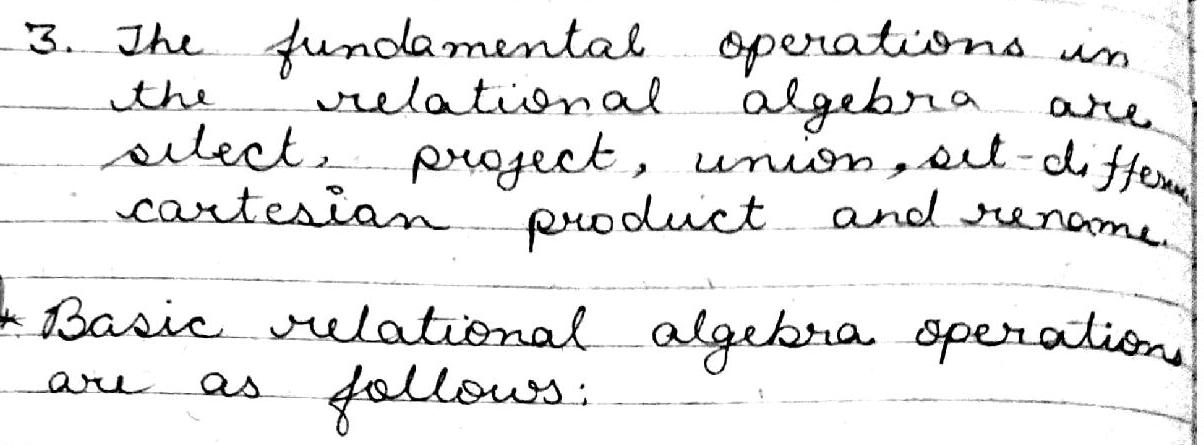 3. The fundamental operations in
the relational algebra are
select, project, union, set-differen
cartesian product and rename.
* Basic relational algebra operations
are as follows: